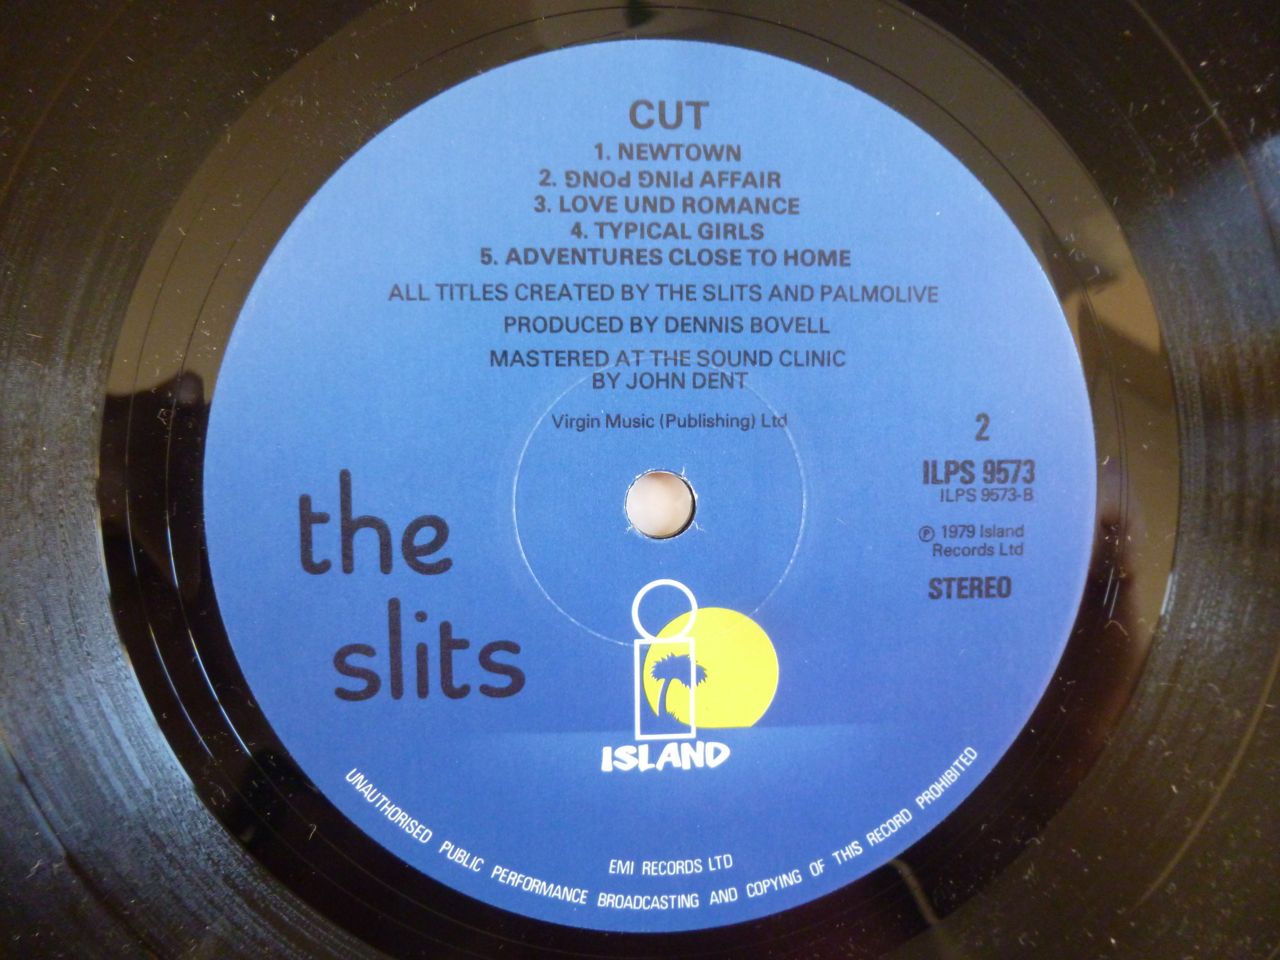 CUT
1. NEWTOWN
2. PING PONG AFFAIR
3. LOVE UND ROMANCE
4. TYPICAL GIRLS
5. ADVENTURES CLOSE TO HOME
ALL TITLES CREATED BY THE SLITS AND PALMOLIVE
PRODUCED BY DENNIS BOVELL
MASTERED AT THE SOUND CLINIC
BY JOHN DENT
Virgin Music (Publishing) Ltd
2
ILPS 9573
ILPS 9573-B
℗ 1979 Island
Records Ltd
STEREO
the
slits
i
ISLAND
EMI RECORDS LTD
UNAUTHORISED PUBLIC PERFORMANCE BROADCASTING AND COPYING OF THIS RECORD PROHIBITED